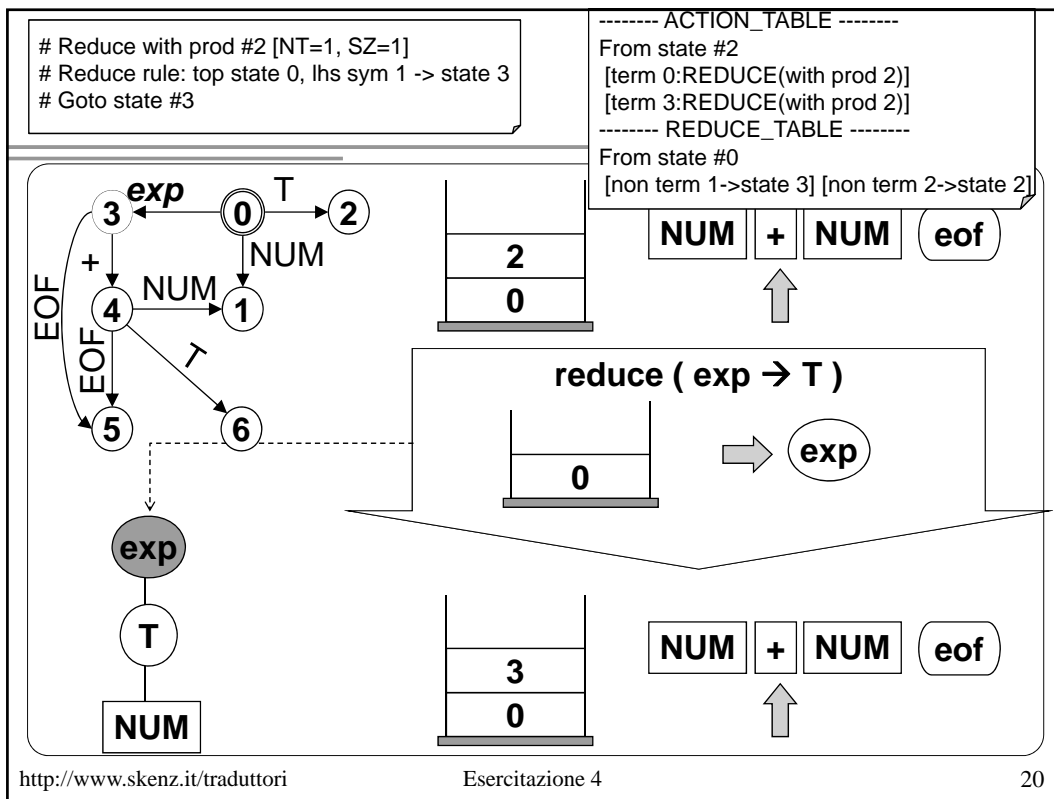 # Reduce with prod #2 [NT=1, SZ=1]
# Reduce rule: top state 0, lhs sym 1 -> state 3
# Goto state #3
-------- ACTION_TABLE --------
From state #2
[term 0:REDUCE(with prod 2)]
[term 3:REDUCE(with prod 2)]
-------- REDUCE_TABLE --------
From state #0
[non term 1->state 3] [non term 2->state 2]
3 exp 0 T 2
+ NUM
EOF 4 NUM 1
EOF T
5 6
2
0
NUM + NUM eof
reduce ( exp → T )
0
exp
exp
T
NUM
3
0
NUM + NUM eof
http://www.skenz.it/traduttori Esercitazione 4 20